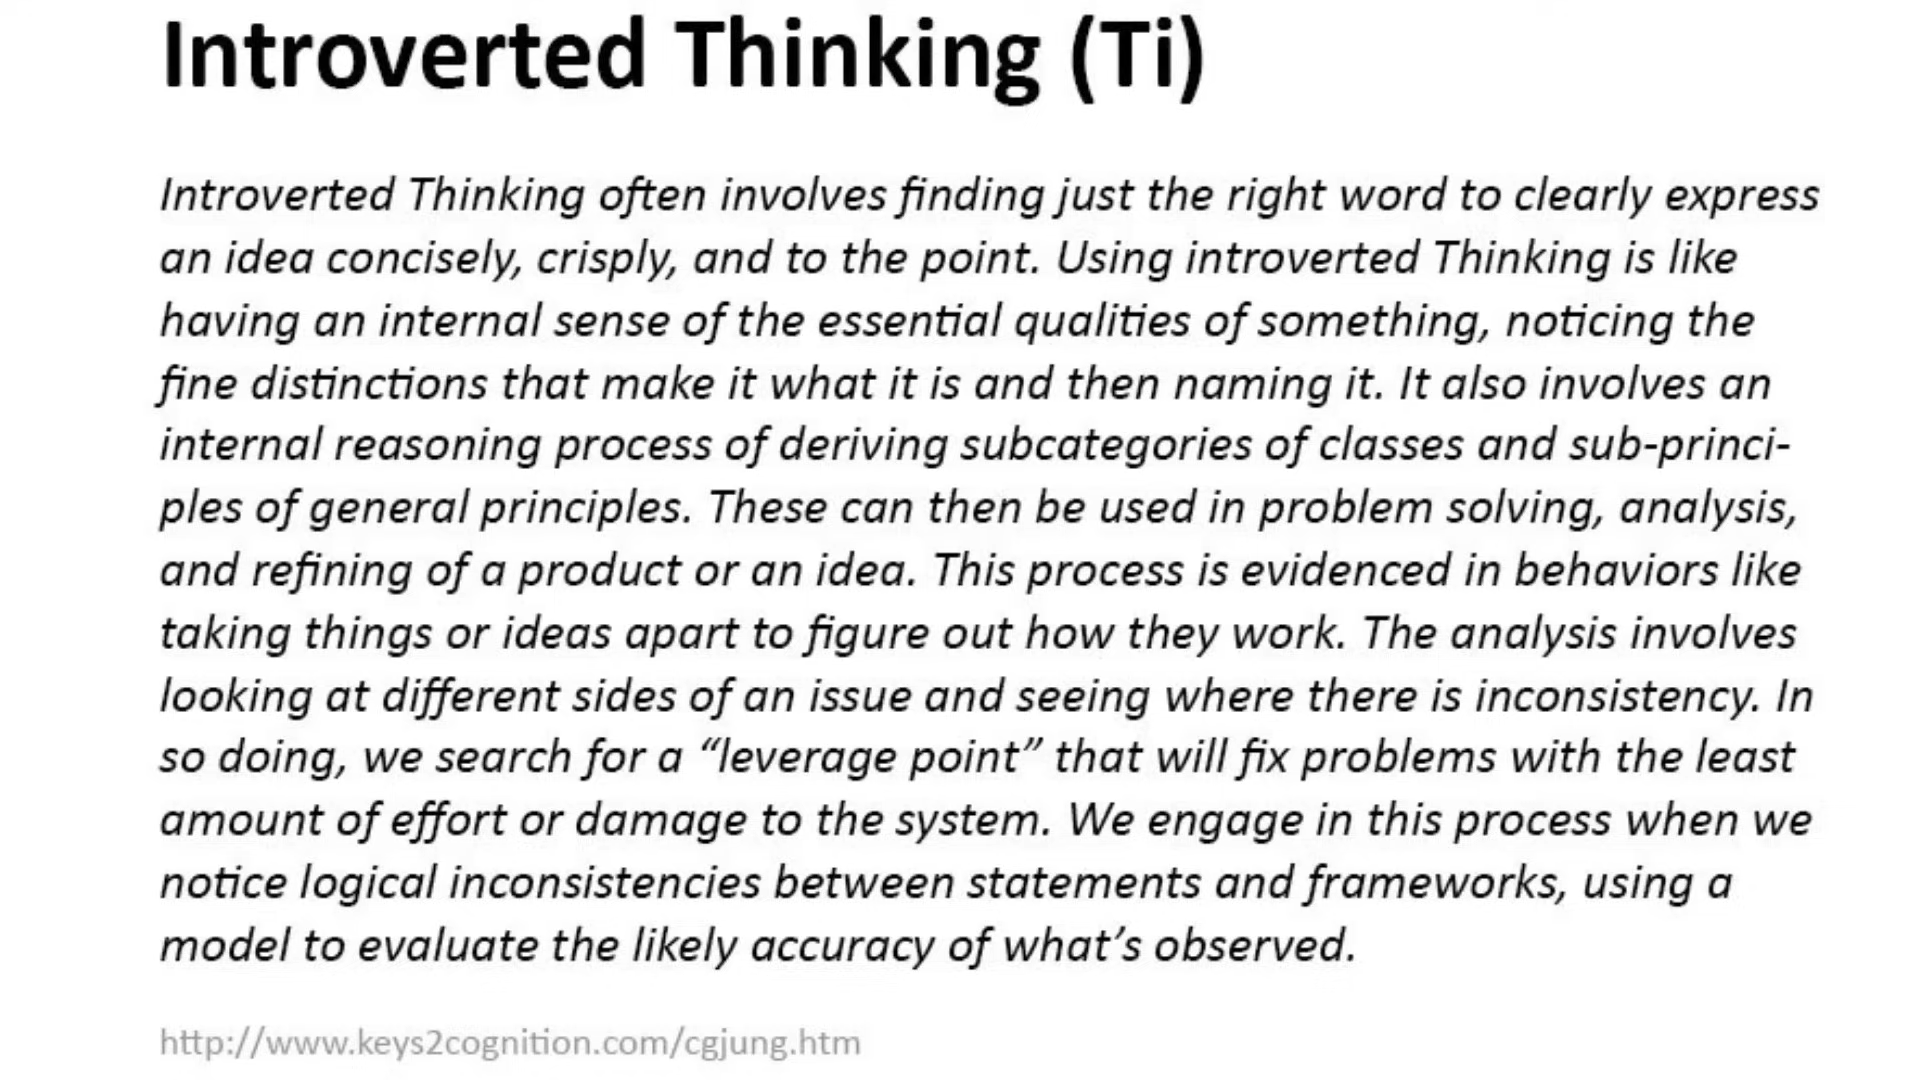 Introverted Thinking (Ti)
Introverted Thinking often involves finding just the right word to clearly express
an idea concisely, crisply, and to the point. Using introverted Thinking is like
having an internal sense of the essential qualities of something, noticing the
fine distinctions that make it what it is and then naming it. It also involves an
internal reasoning process of deriving subcategories of classes and sub-princi-
ples of general principles. These can then be used in problem solving, analysis,
and refining of a product or an idea. This process is evidenced in behaviors like
taking things or ideas apart to figure out how they work. The analysis involves
looking at different sides of an issue and seeing where there is inconsistency. In
so doing, we search for a “leverage point” that will fix problems with the least
amount of effort or damage to the system. We engage in this process when we
notice logical inconsistencies between statements and frameworks, using a
model to evaluate the likely accuracy of what’s observed.
http://www.keys2cognition.com/cgjung.htm